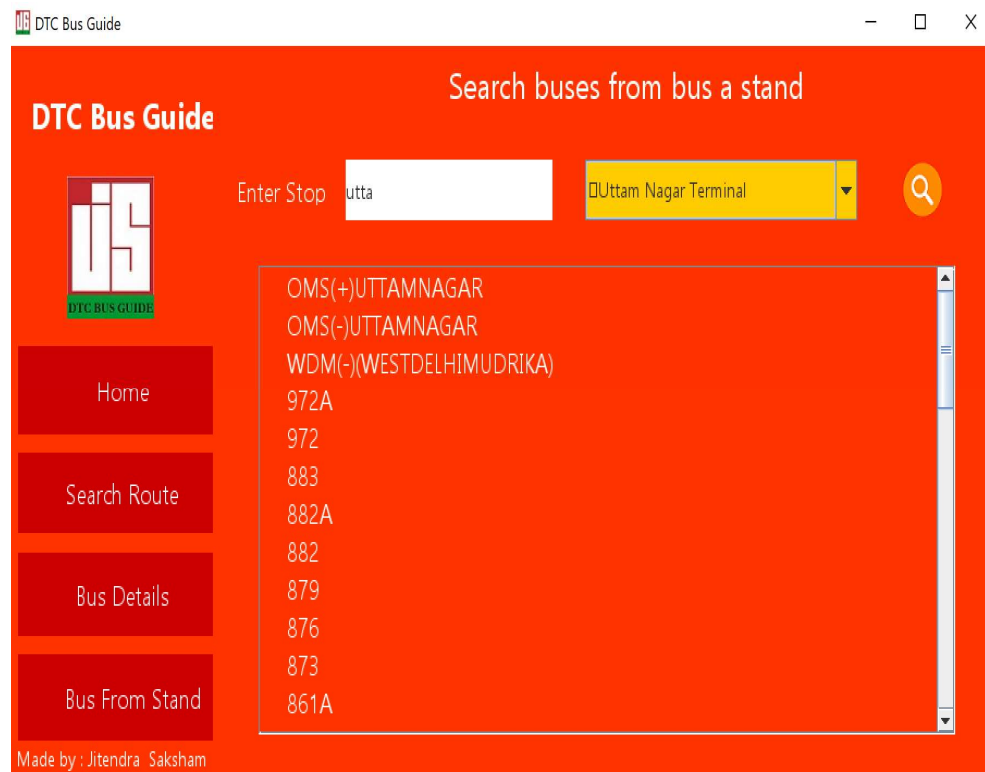 DTC Bus Guide
Search buses from bus a stand
DTC Bus Guide
Enter Stop utta Uttam Nagar Terminal
DTC BUS GUIDE
OMS(+)UTTAMNAGAR
OMS(-)UTTAMNAGAR
WDM(-)(WESTDELHIMUDRIKA)
972A
972
883
882A
882
879
876
873
861A
Home
Search Route
Bus Details
Bus From Stand
Made by : Jitendra Saksham